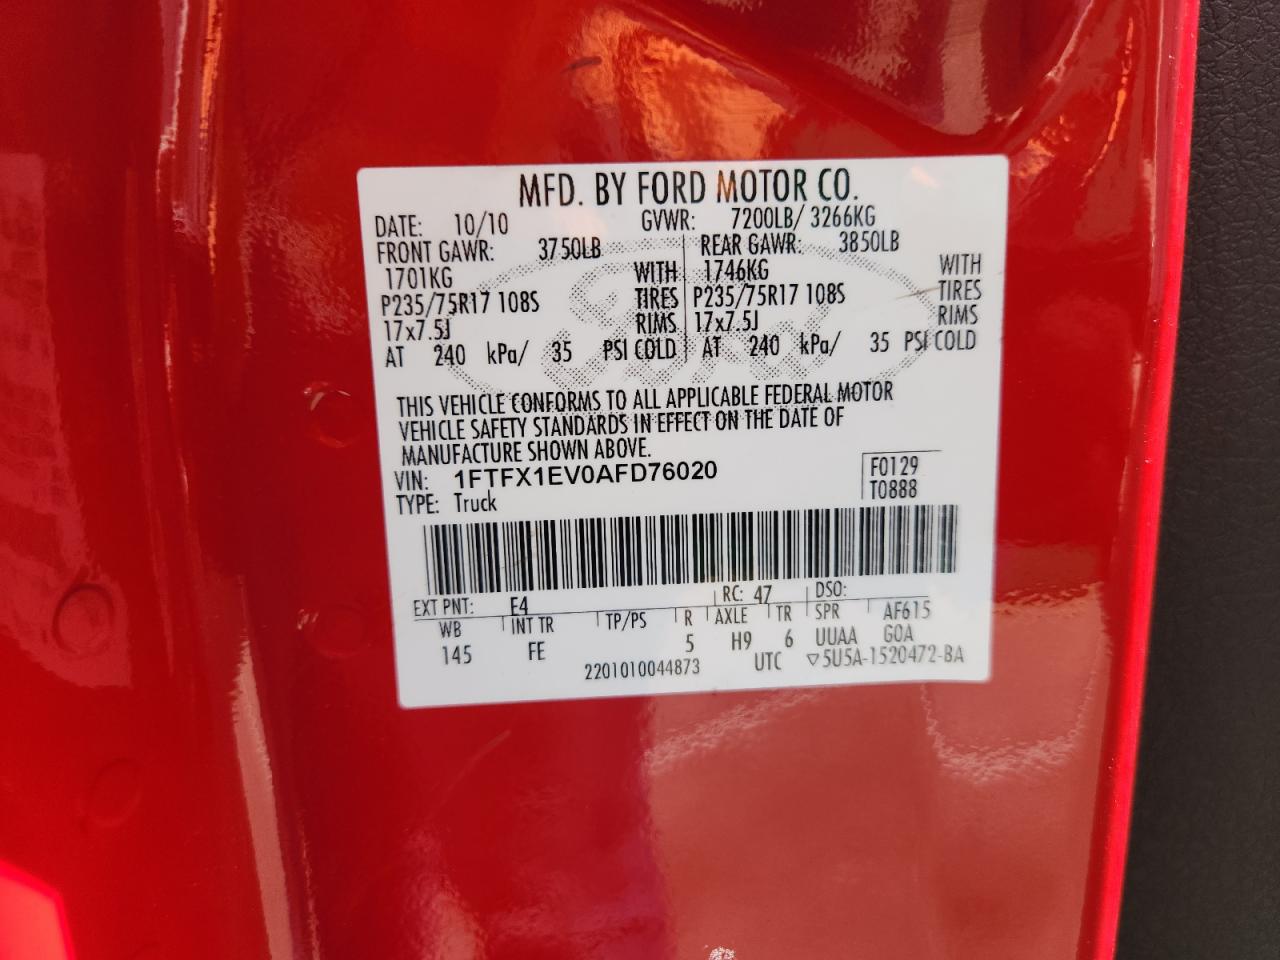 MFD. BY FORD MOTOR CO.
DATE: 10/10 GVWR: 7200LB/ 3266KG
FRONT GAWR: 3750LB REAR GAWR: 3850LB
1701KG WITH 1746KG WITH
P235/75R17 108S TIRES P235/75R17 108S TIRES
17x7.5J RIMS 17x7.5J RIMS
AT 240 kPa/ 35 PSI COLD AT 240 kPa/ 35 PSI COLD
THIS VEHICLE CONFORMS TO ALL APPLICABLE FEDERAL MOTOR
VEHICLE SAFETY STANDARDS IN EFFECT ON THE DATE OF
MANUFACTURE SHOWN ABOVE.
VIN: 1FTFX1EV0AFD76020 F0129
TYPE: Truck T0888
EXT PNT: E4 RC: 47 DSO:
WB INT TR TP/PS R AXLE TR SPR AF615
145 FE 5 H9 6 UUAA GOA
2201010044873 UTC ▽5U5A-1520472-BA
Ford